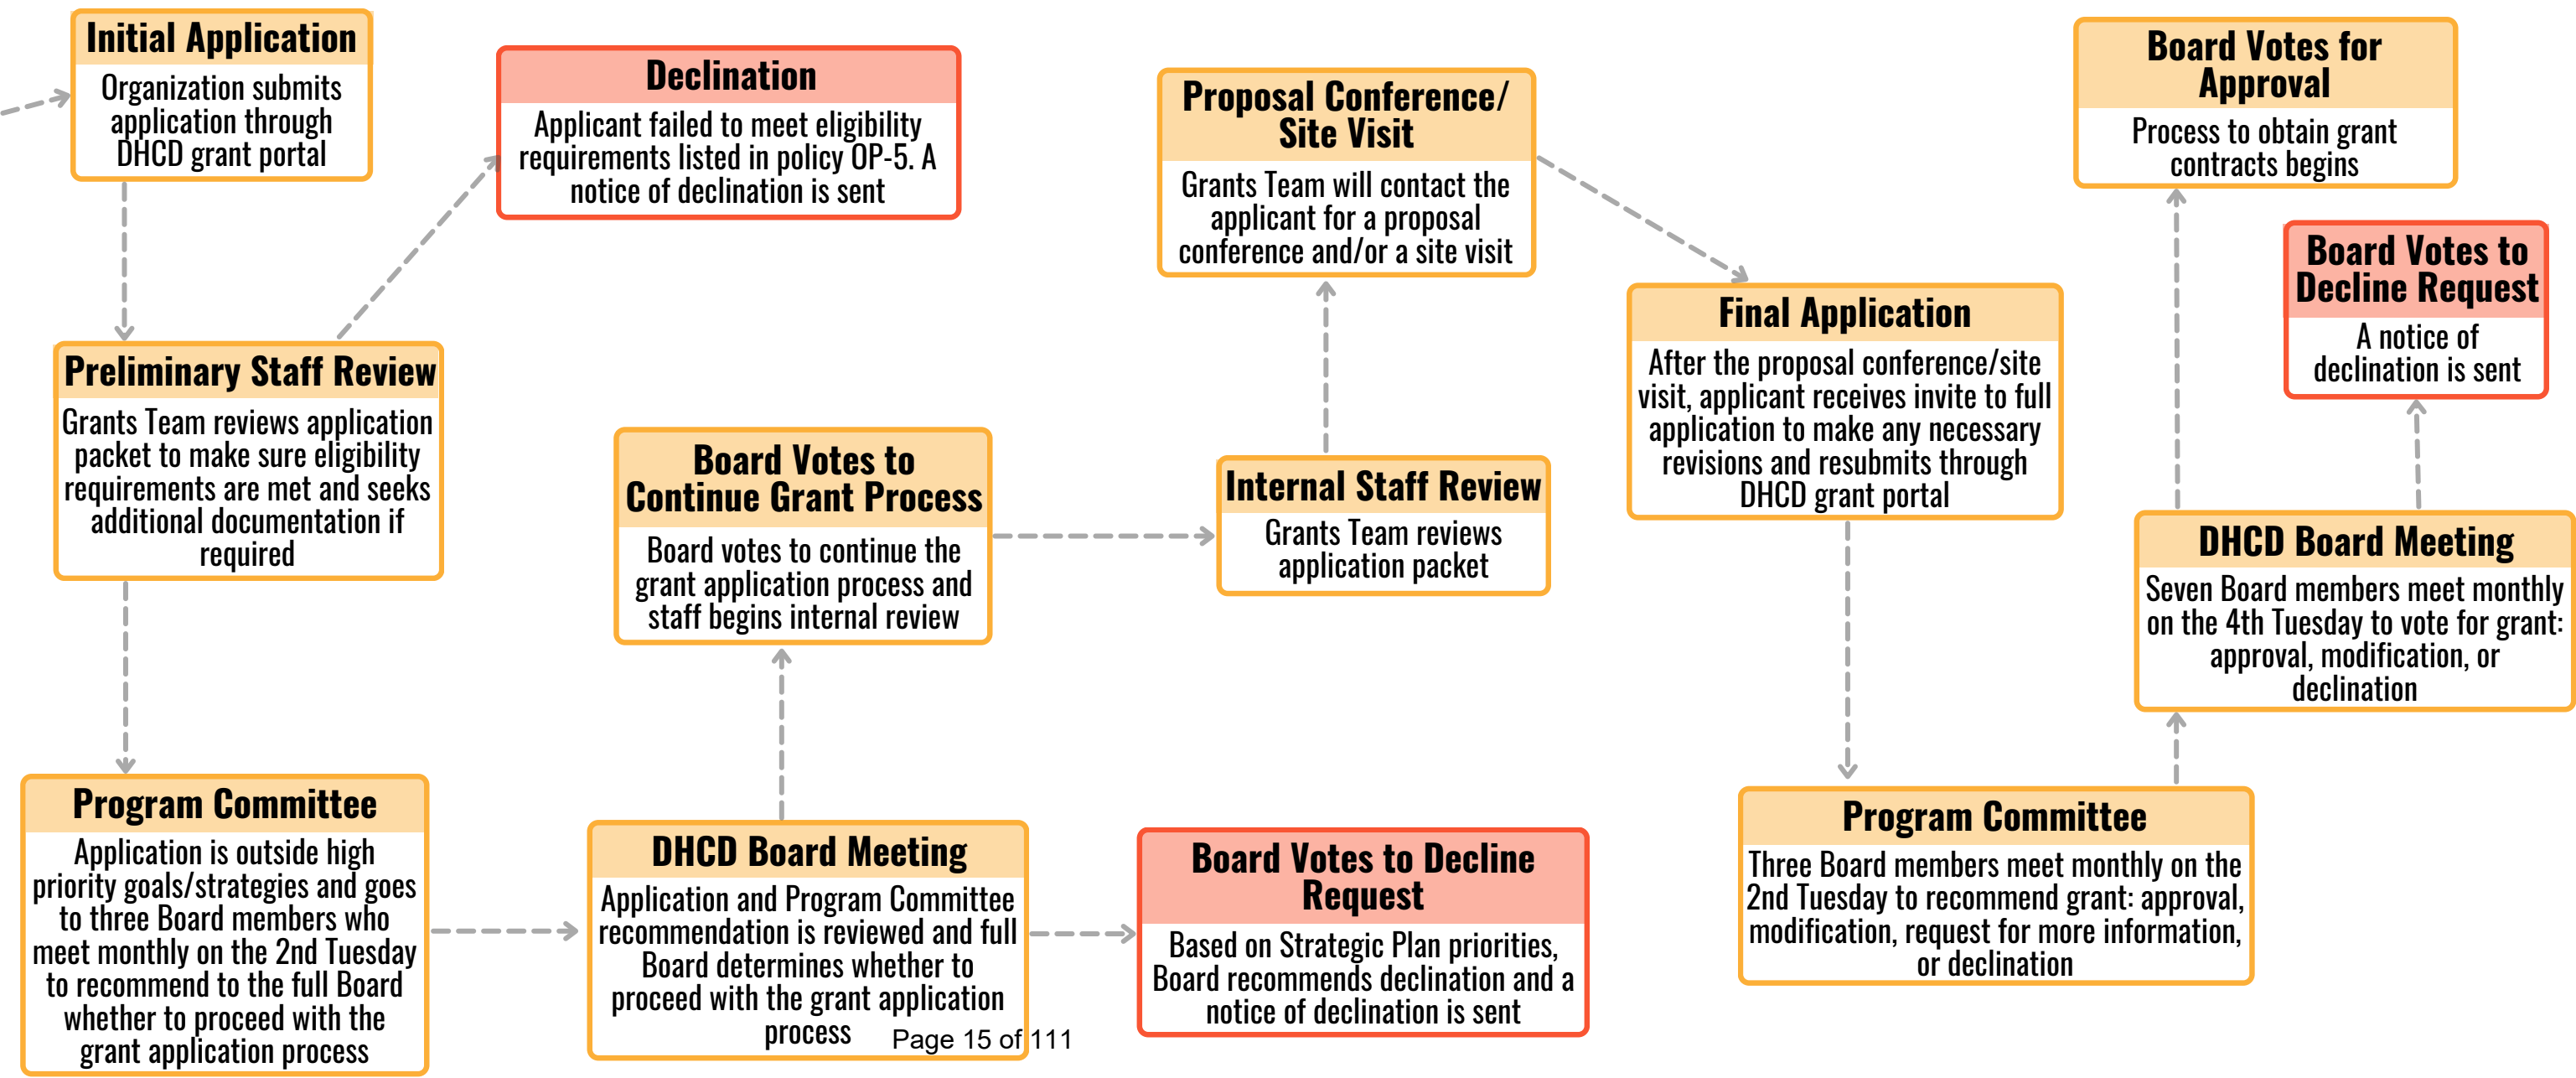 Initial Application
Organization submits
application through
DHCD grant portal
Declination
Applicant failed to meet eligibility
requirements listed in policy OP-5. A
notice of declination is sent
Preliminary Staff Review
Grants Team reviews application
packet to make sure eligibility
requirements are met and seeks
additional documentation if
required
Program Committee
Application is outside high
priority goals/strategies and goes
to three Board members who
meet monthly on the 2nd Tuesday
to recommend to the full Board
whether to proceed with the
grant application process
DHCD Board Meeting
Application and Program Committee
recommendation is reviewed and full
Board determines whether to
proceed with the grant application
process
Board Votes to Decline
Request
Based on Strategic Plan priorities,
Board recommends declination and a
notice of declination is sent
Board Votes to
Continue Grant Process
Board votes to continue the
grant application process and
staff begins internal review
Internal Staff Review
Grants Team reviews
application packet
Proposal Conference/
Site Visit
Grants Team will contact the
applicant for a proposal
conference and/or a site visit
Final Application
After the proposal conference/site
visit, applicant receives invite to full
application to make any necessary
revisions and resubmits through
DHCD grant portal
Program Committee
Three Board members meet monthly on the
2nd Tuesday to recommend grant: approval,
modification, request for more information,
or declination
DHCD Board Meeting
Seven Board members meet monthly
on the 4th Tuesday to vote for grant:
approval, modification, or
declination
Board Votes for
Approval
Process to obtain grant
contracts begins
Board Votes to
Decline Request
A notice of
declination is sent
Page 15 of 111